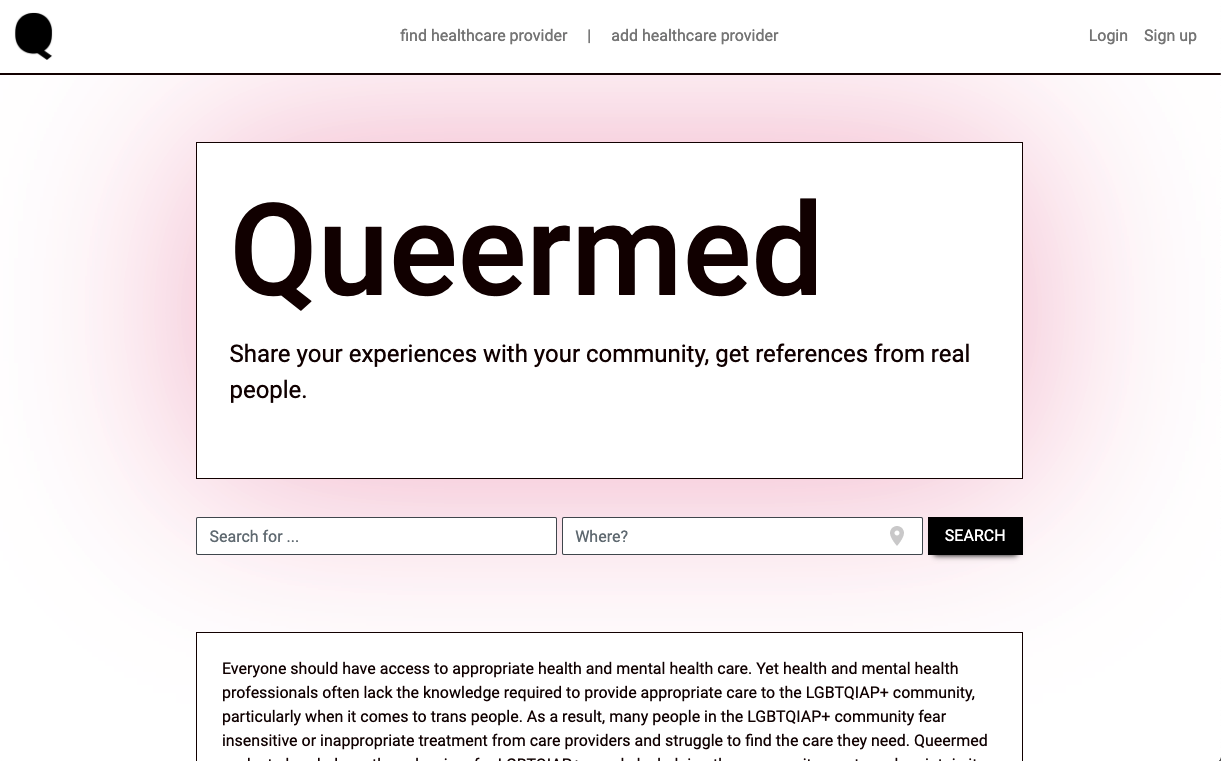 Q
find healthcare provider | add healthcare provider
Login Sign up
Queermed
Share your experiences with your community, get references from real
people.
Search for ...
Where?
SEARCH
Everyone should have access to appropriate health and mental health care. Yet health and mental health
professionals often lack the knowledge required to provide appropriate care to the LGBTQIAP+ community,
particularly when it comes to trans people. As a result, many people in the LGBTQIAP+ community fear
insensitive or inappropriate treatment from care providers and struggle to find the care they need. Queermed